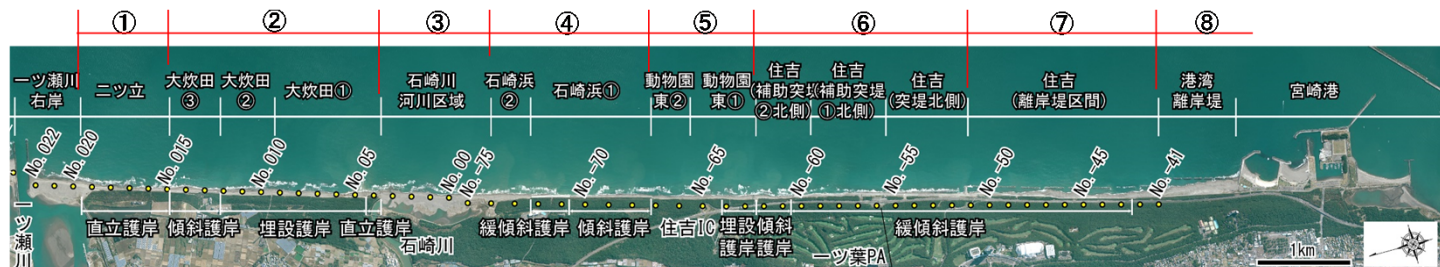 ① ② ③ ④ ⑤ ⑥ ⑦ ⑧
一ツ瀬川
右岸
二ツ立
大炊田
③
大炊田
②
大炊田①
石崎川
河川区域
石崎浜
②
石崎浜①
動物園
東②
動物園
東①
住吉
(補助突堤
②北側)
住吉
(補助突堤
①北側)
住吉
(突堤北側)
住吉
(離岸堤区間)
港湾
離岸堤
宮崎港
No. 022
No. 020
No. 015
No. 010
No. 05
No. 00
No. -75
No. -70
No. -65
No. -60
No. -55
No. -50
No. -45
No. -41
一ツ瀬川
直立護岸
傾斜護岸
埋設護岸
直立護岸
石崎川
緩傾斜護岸
傾斜護岸
住吉IC
埋設
護岸
傾斜
護岸
一ツ葉PA
緩傾斜護岸
1km